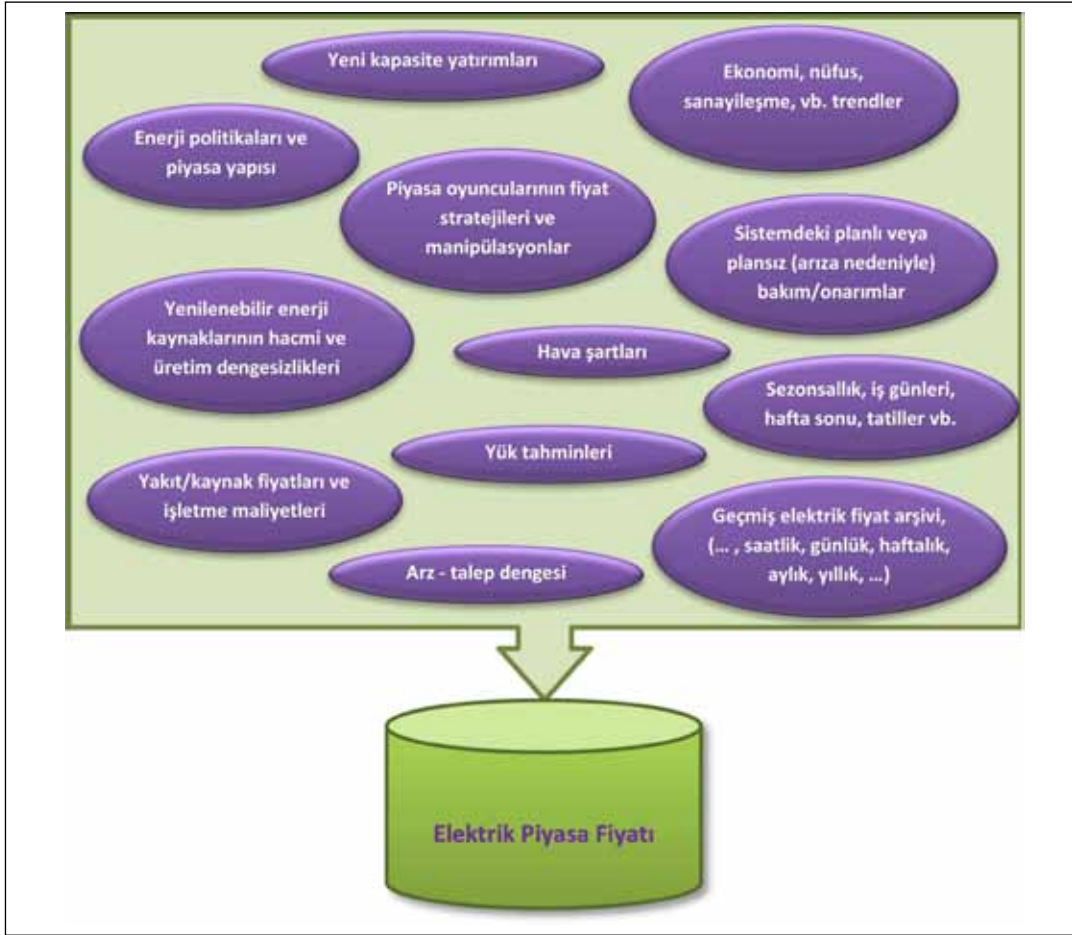 Yeni kapasite yatırımları
Ekonomi, nüfus,
sanayileşme, vb. trendler
Enerji politikaları ve
piyasa yapısı
Piyasa oyuncularının fiyat
stratejileri ve
manipülasyonlar
Sistemdeki planlı veya
plansız (arıza nedeniyle)
bakım/onarımlar
Yenilenebilir enerji
kaynaklarının hacmi ve
üretim dengesizlikleri
Hava şartları
Sezonsallık, iş günleri,
hafta sonu, tatiller vb.
Yük tahminleri
Yakıt/kaynak fiyatları ve
işletme maliyetleri
Geçmiş elektrik fiyat arşivi,
(... , saatlik, günlük, haftalık,
aylık, yıllık, ...)
Arz - talep dengesi
Elektrik Piyasa Fiyatı